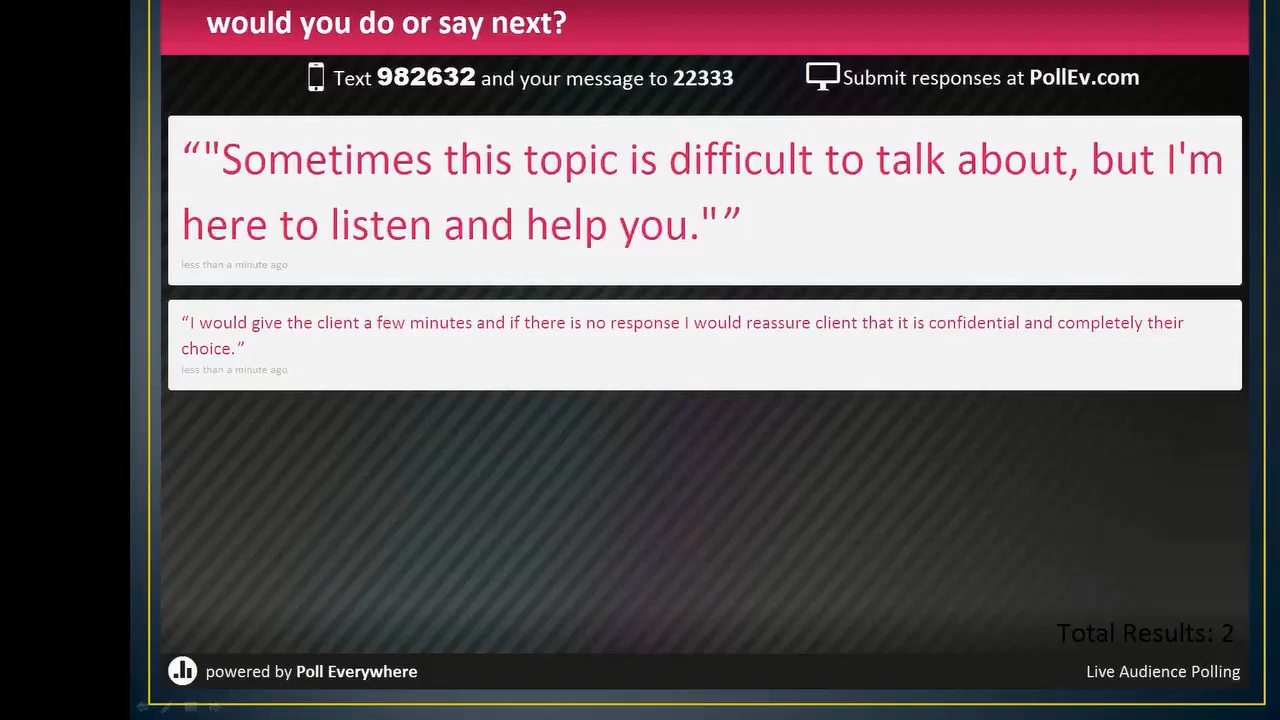 would you do or say next?
Text 982632 and your message to 22333
Submit responses at PollEv.com
“"Sometimes this topic is difficult to talk about, but I'm
here to listen and help you."”
less than a minute ago
“I would give the client a few minutes and if there is no response I would reassure client that it is confidential and completely their
choice.”
less than a minute ago
Total Results: 2
powered by Poll Everywhere
Live Audience Polling